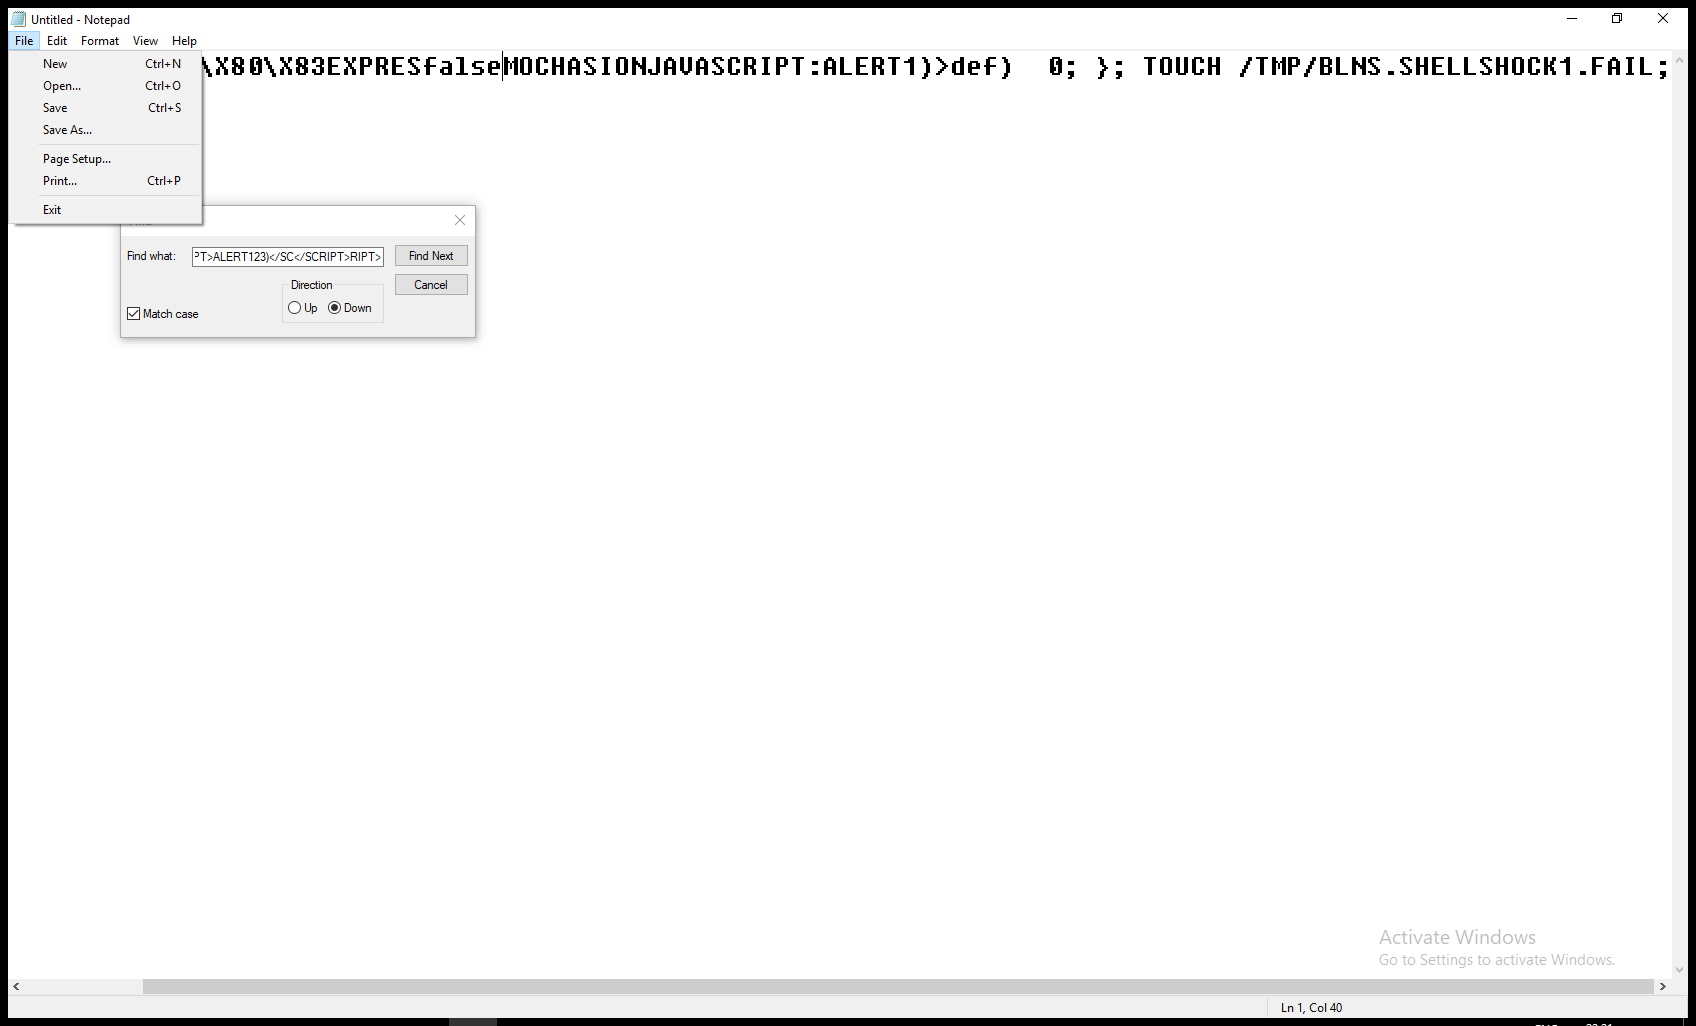 Untitled - Notepad
File Edit Format View Help
\X80\X83EXPRESfalseMOCHASIONJAVASCRIPT:ALERT1)>def)  0; }; TOUCH /TMP/BLNS.SHELLSHOCK1.FAIL;
New Ctrl+N
Open... Ctrl+O
Save Ctrl+S
Save As...
Page Setup...
Print... Ctrl+P
Exit
Find what: PT>ALERT123)</SC</SCRIPT>RIPT> Find Next
Direction Cancel
Up Down
Match case
Activate Windows
Go to Settings to activate Windows.
Ln 1, Col 40